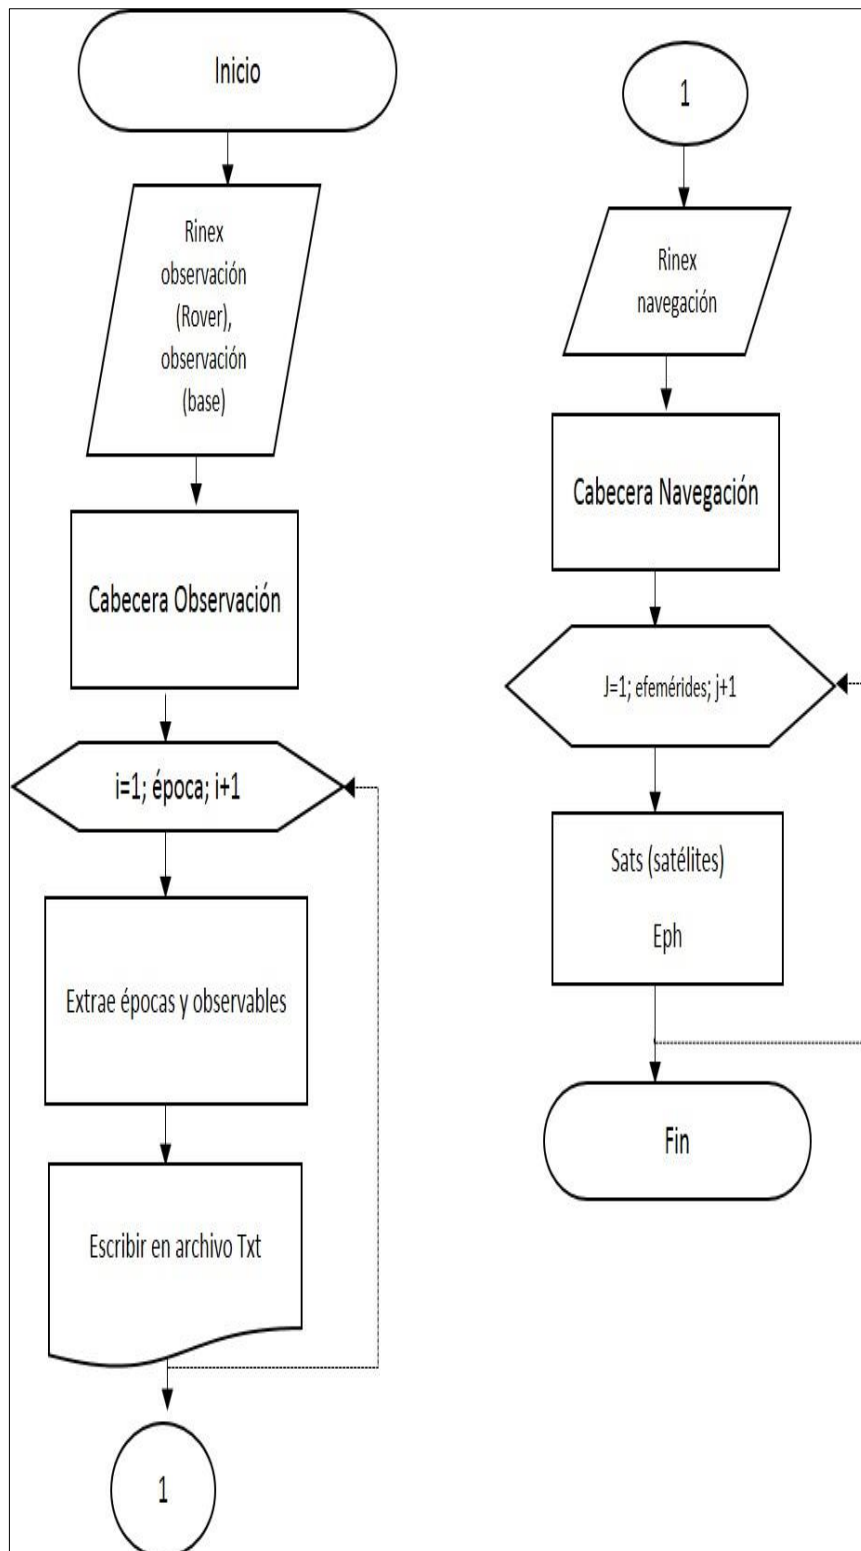 Inicio
Rinex
observación
(Rover),
observación
(base)
Cabecera Observación
i=1; época; i+1
Extrae épocas y observables
Escribir en archivo Txt
1
1
Rinex
navegación
Cabecera Navegación
J=1; efemérides; j+1
Sats (satélites)
Eph
Fin